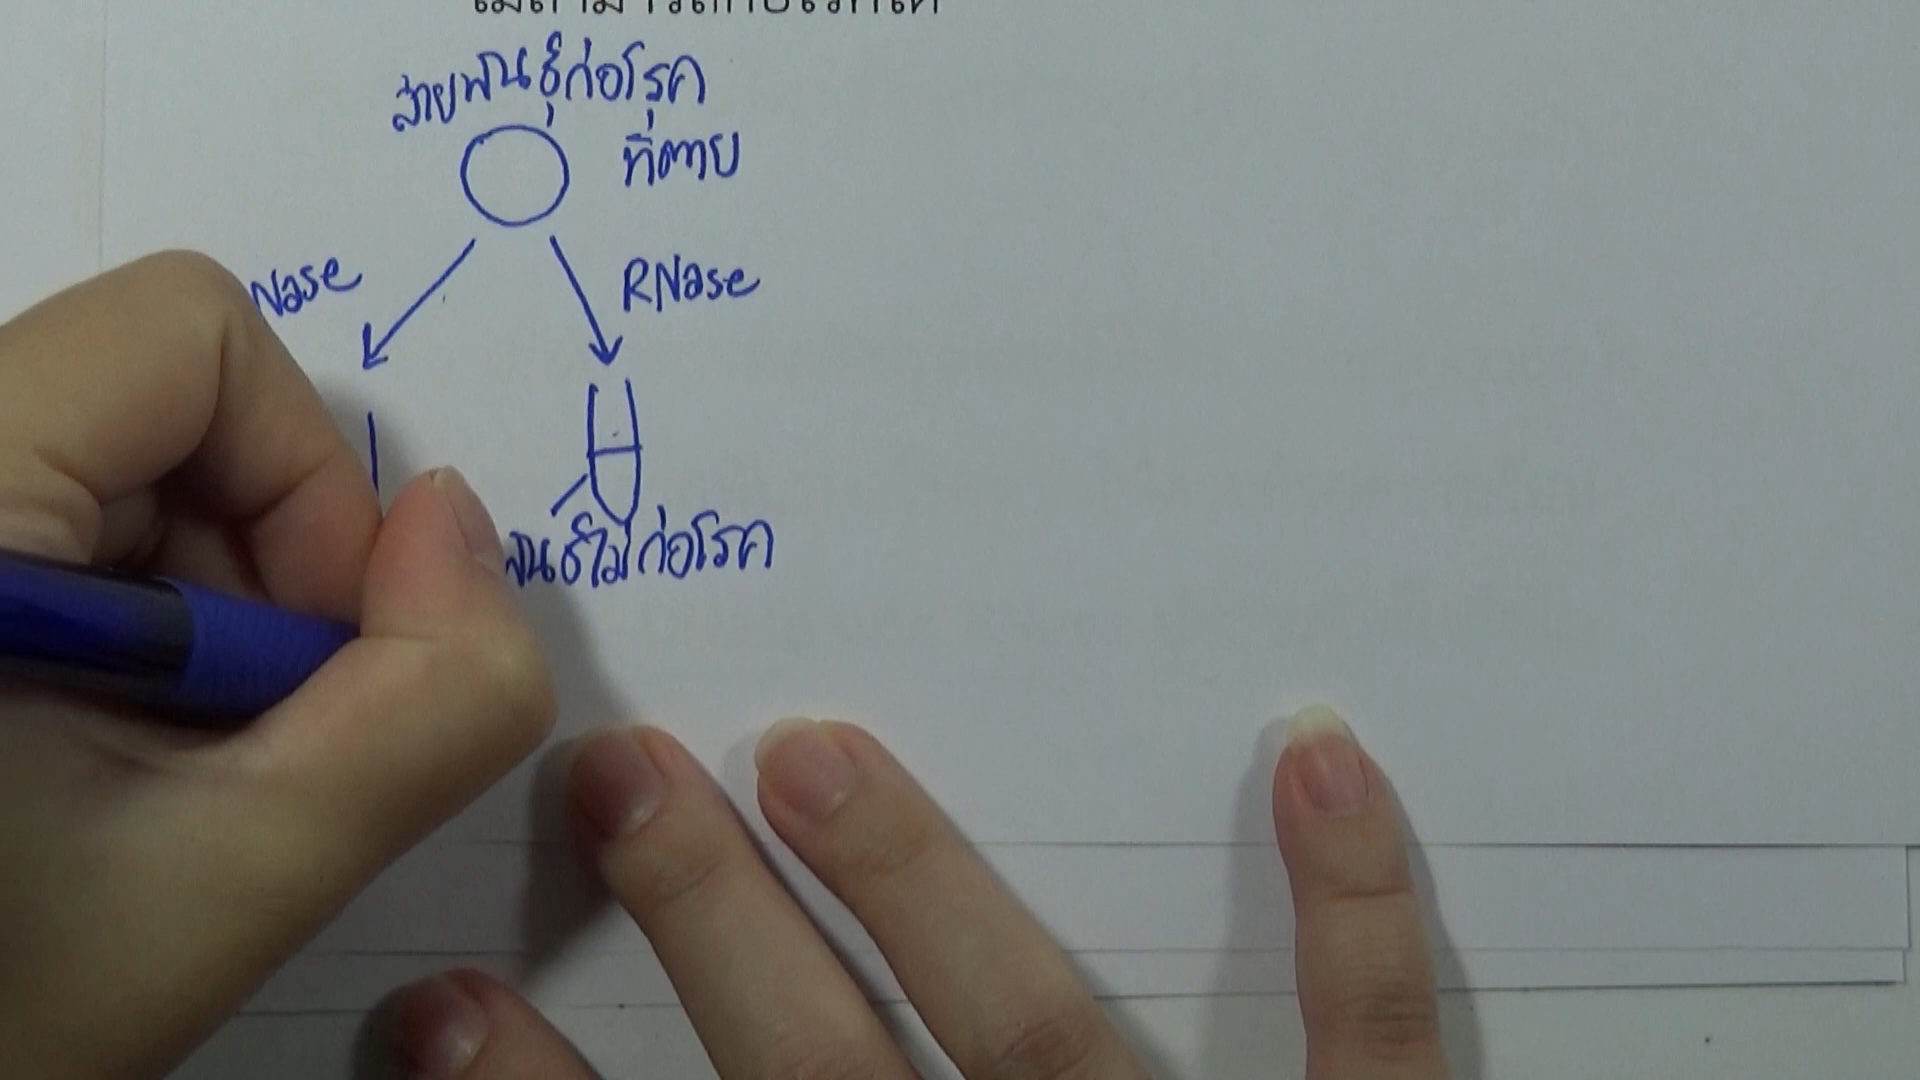 สายพันธุ์ก่อโรค
ที่ตาย
Nase
RNase
พันธุ์ไม่ก่อโรค